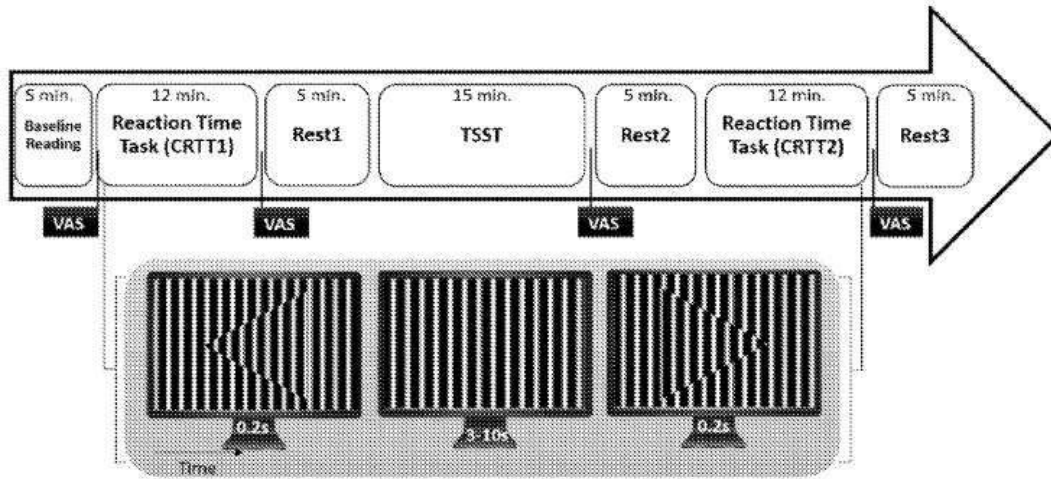 5 min.
Baseline
Reading
12 min.
Reaction Time
Task (CRTT1)
5 min.
Rest1
15 min.
TSST
5 min.
Rest2
12 min.
Reaction Time
Task (CRTT2)
5 min.
Rest3
VAS
VAS
VAS
VAS
0.2s
3-10s
0.2s
Time